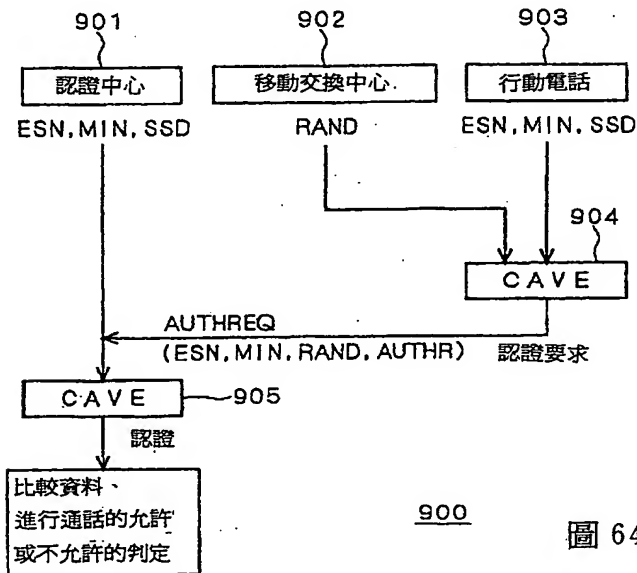 901
902
903
認證中心
移動交換中心
行動電話
ESN,MIN,SSD
RAND
ESN,MIN,SSD
904
CAVE
AUTHREQ
(ESN,MIN,RAND,AUTHR)
認證要求
CAVE
905
認證
比較資料、
進行通話的允許
或不允許的判定
900
圖 64